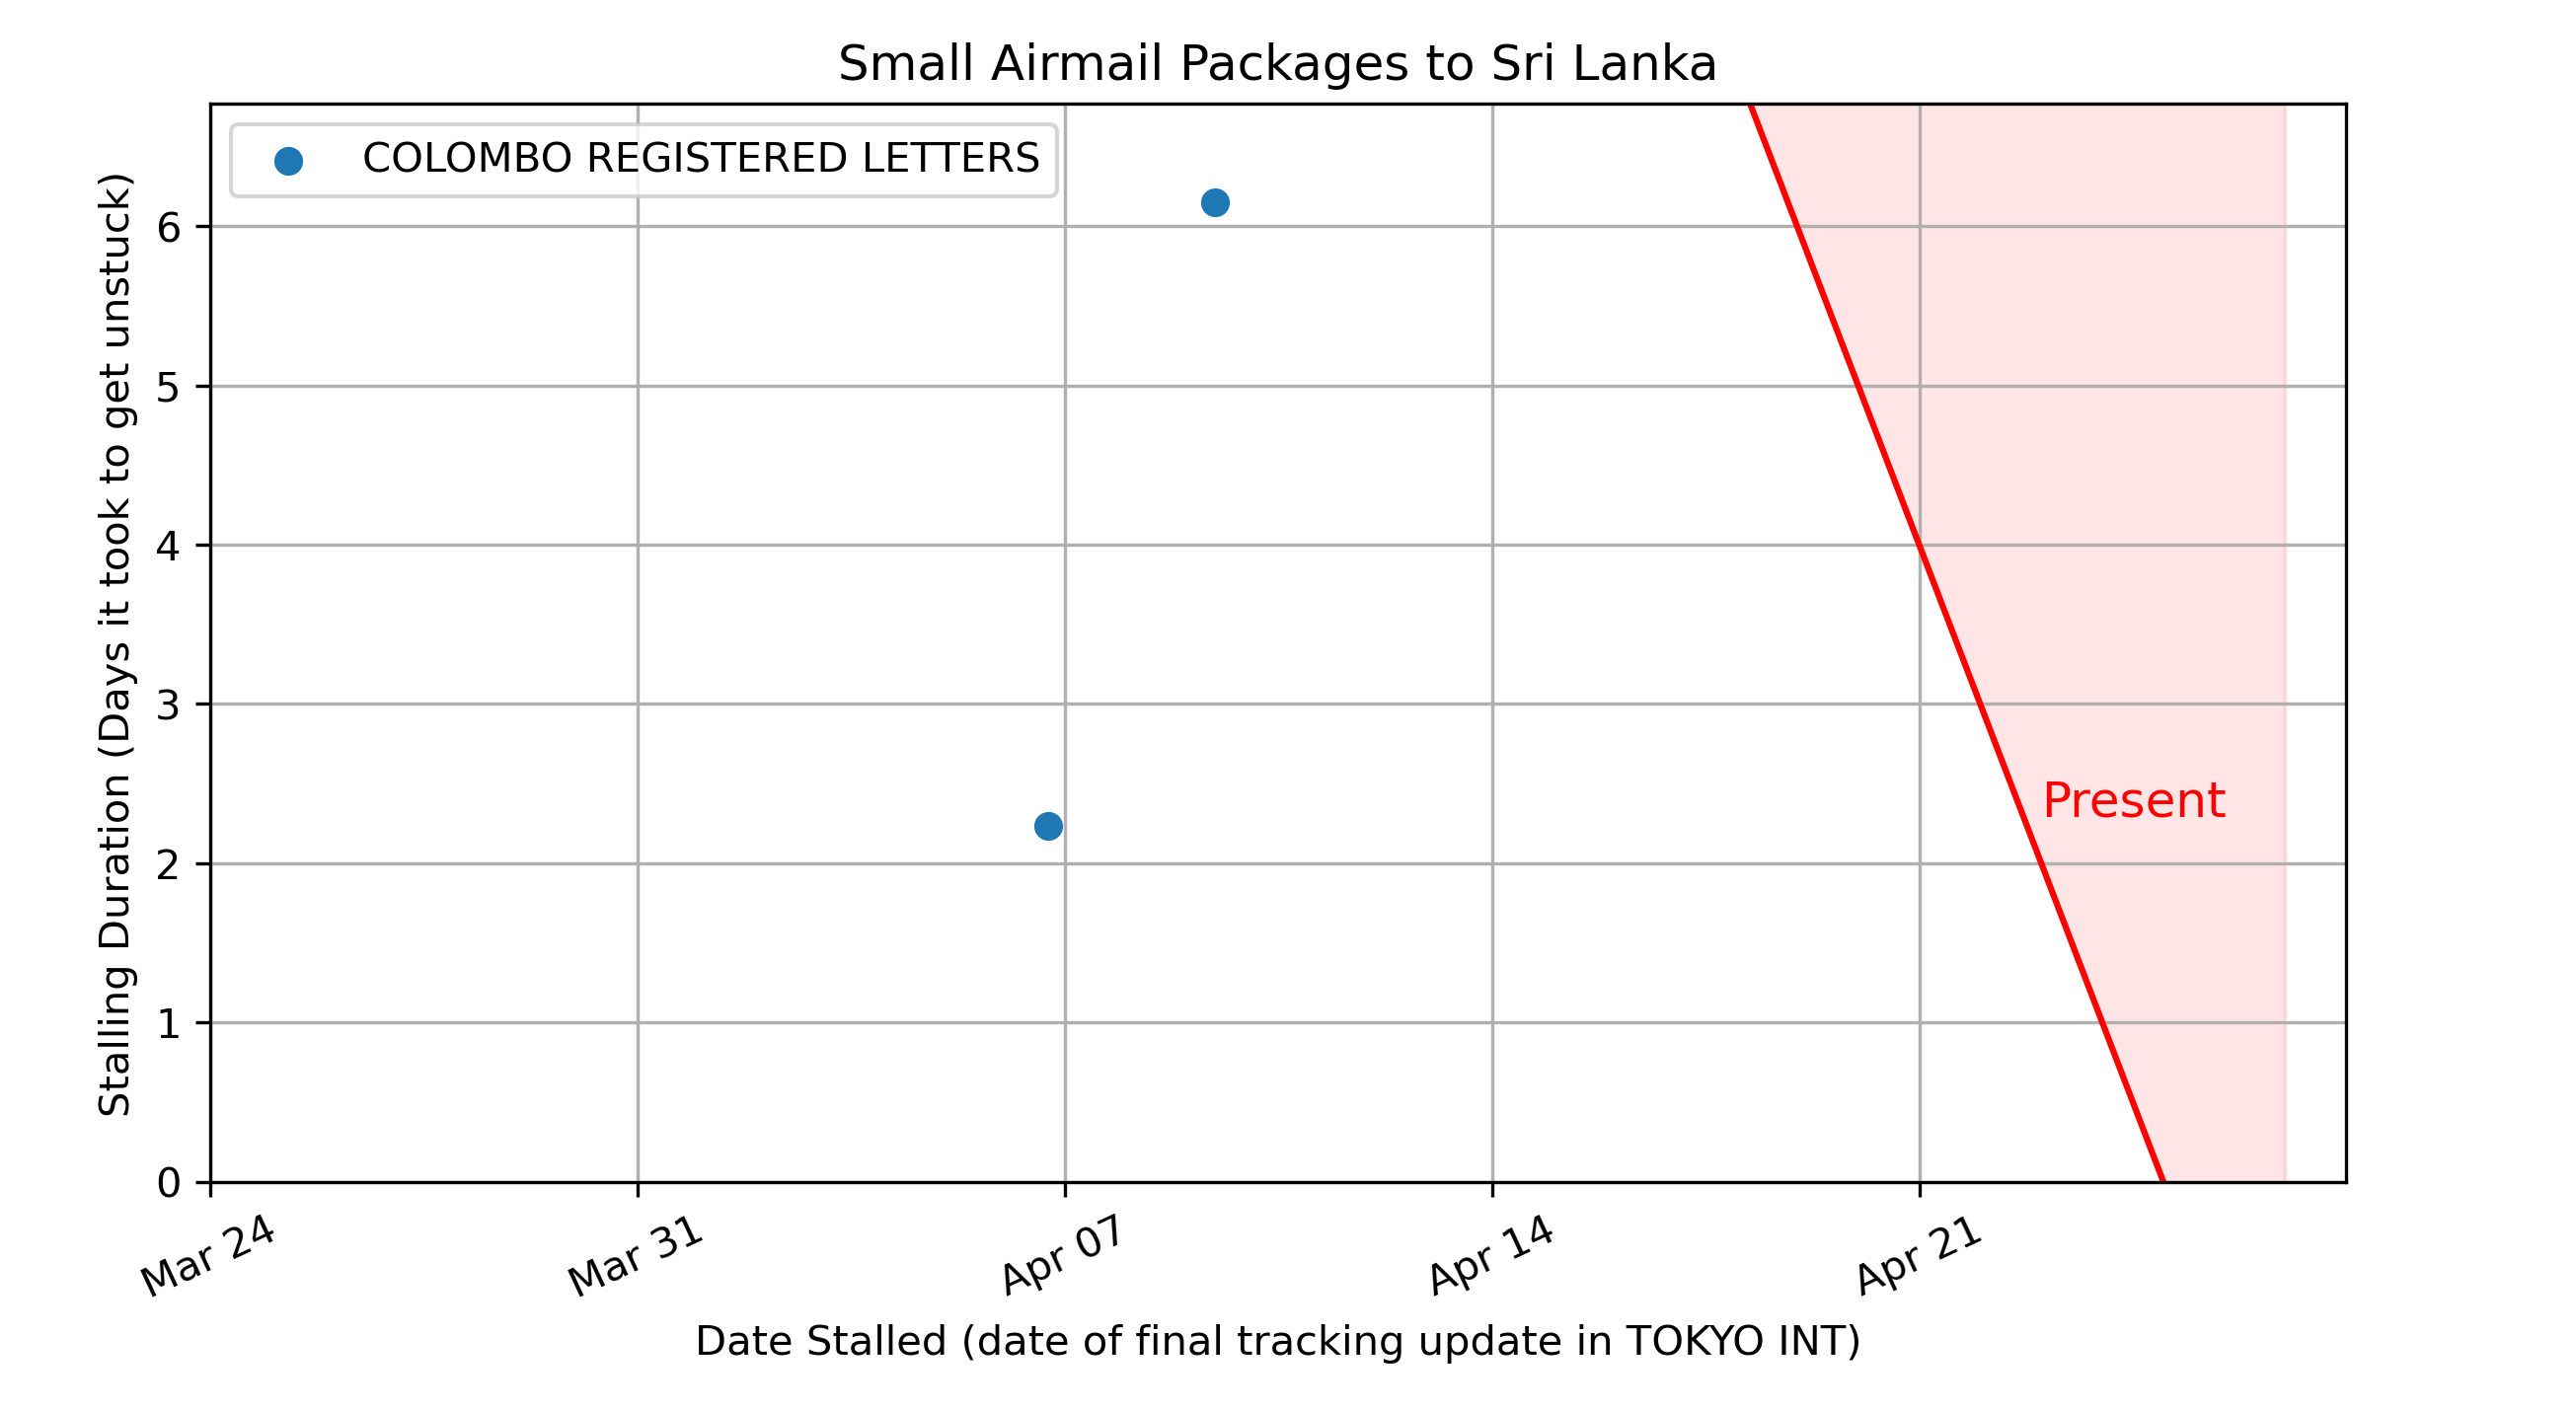 Small Airmail Packages to Sri Lanka
COLOMBO REGISTERED LETTERS
Stalling Duration (Days it took to get unstuck)
6
5
4
3
2
1
0
Present
Mar 24
Mar 31
Apr 07
Apr 14
Apr 21
Date Stalled (date of final tracking update in TOKYO INT)